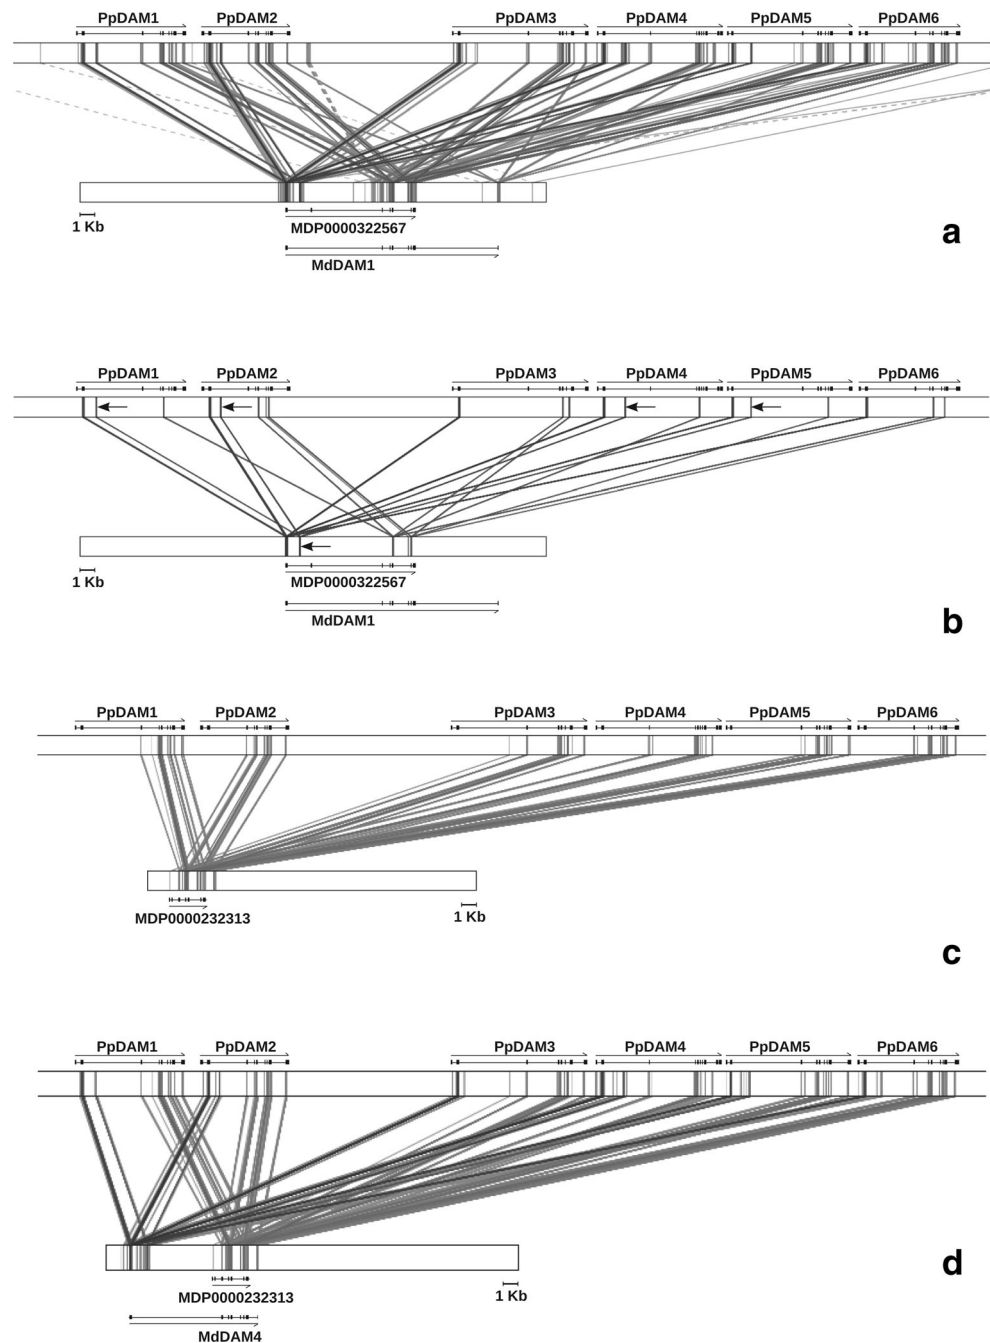 PpDAM1 PpDAM2 PpDAM3 PpDAM4 PpDAM5 PpDAM6
1 Kb
MDP0000322567
MdDAM1
a
PpDAM1 PpDAM2 PpDAM3 PpDAM4 PpDAM5 PpDAM6
1 Kb
MDP0000322567
MdDAM1
b
PpDAM1 PpDAM2 PpDAM3 PpDAM4 PpDAM5 PpDAM6
MDP0000232313
1 Kb
c
PpDAM1 PpDAM2 PpDAM3 PpDAM4 PpDAM5 PpDAM6
MDP0000232313
1 Kb
MdDAM4
d